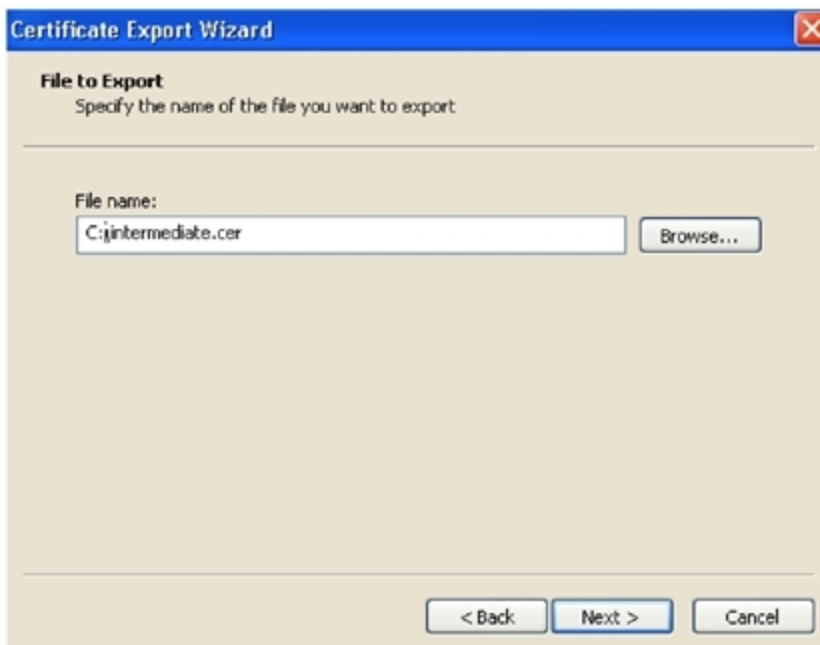 Certificate Export Wizard
File to Export
Specify the name of the file you want to export
File name:
C:\intermediate.cer
Browse...
< Back
Next >
Cancel